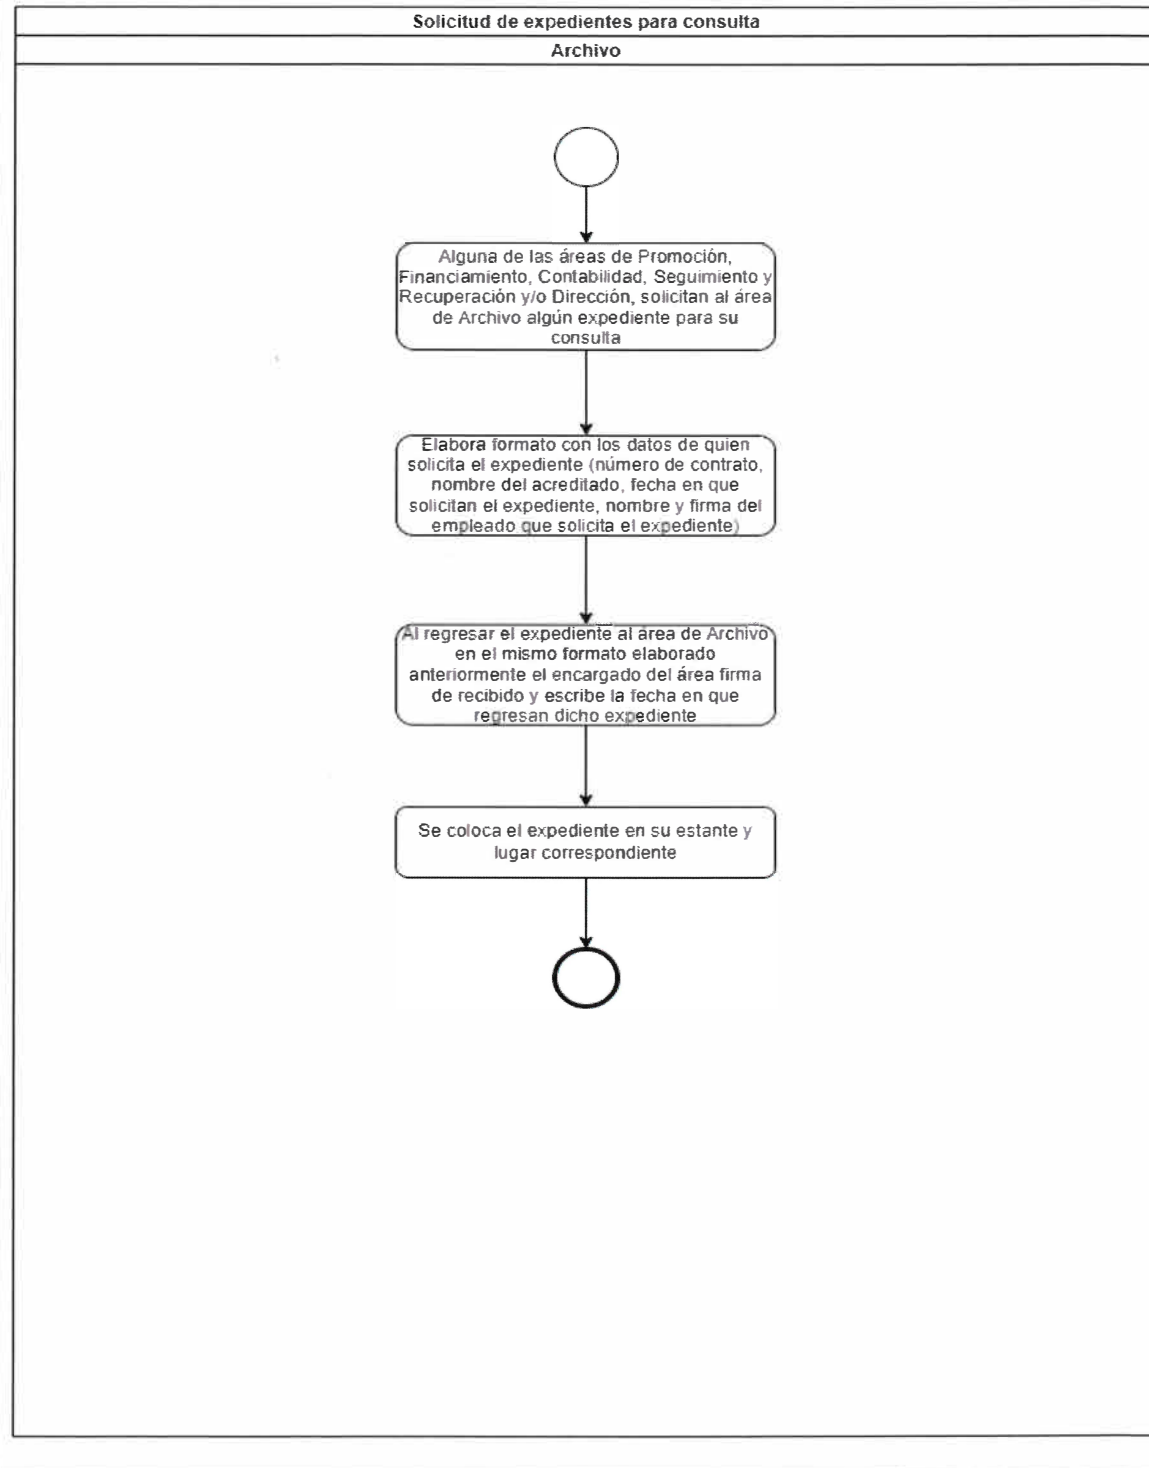 Solicitud de expedientes para consulta
Archivo
Alguna de las áreas de Promoción,
Financiamiento, Contabilidad, Seguimiento y
Recuperación y/o Dirección, solicitan al área
de Archivo algún expediente para su
consulta
Elabora formato con los datos de quien
solicita el expediente (número de contrato,
nombre del acreditado, fecha en que
solicitan el expediente, nombre y firma del
empleado que solicita el expediente)
Al regresar el expediente al área de Archivo
en el mismo formato elaborado
anteriormente el encargado del área firma
de recibido y escribe la fecha en que
regresan dicho expediente
Se coloca el expediente en su estante y
lugar correspondiente